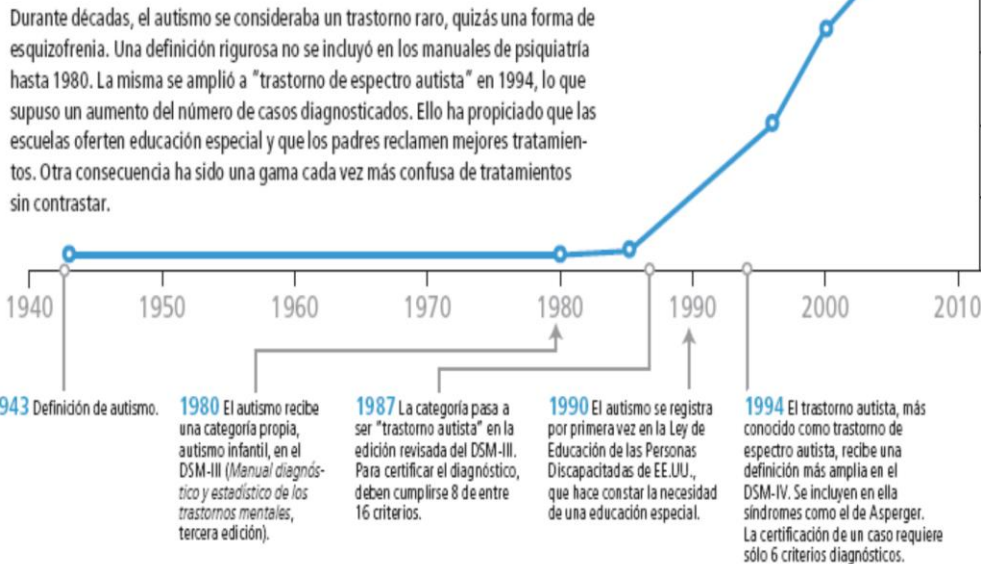 Durante décadas, el autismo se consideraba un trastorno raro, quizás una forma de
esquizofrenia. Una definición rigurosa no se incluyó en los manuales de psiquiatría
hasta 1980. La misma se amplió a "trastorno de espectro autista" en 1994, lo que
supuso un aumento del número de casos diagnosticados. Ello ha propiciado que las
escuelas oferten educación especial y que los padres reclamen mejores tratamien-
tos. Otra consecuencia ha sido una gama cada vez más confusa de tratamientos
sin contrastar.
1940 1950 1960 1970 1980 1990 2000 2010
1943 Definición de autismo.
1980 El autismo recibe
una categoría propia,
autismo infantil, en el
DSM-III (Manual diagnós-
tico y estadístico de los
trastornos mentales,
tercera edición).
1987 La categoría pasa a
ser "trastorno autista" en la
edición revisada del DSM-III.
Para certificar el diagnóstico,
deben cumplirse 8 de entre
16 criterios.
1990 El autismo se registra
por primera vez en la Ley de
Educación de las Personas
Discapacitadas de EE.UU.,
que hace constar la necesidad
de una educación especial.
1994 El trastorno autista, más
conocido como trastorno de
espectro autista, recibe una
definición más amplia en el
DSM-IV. Se incluyen en ella
síndromes como el de Asperger.
La certificación de un caso requiere
sólo 6 criterios diagnósticos.